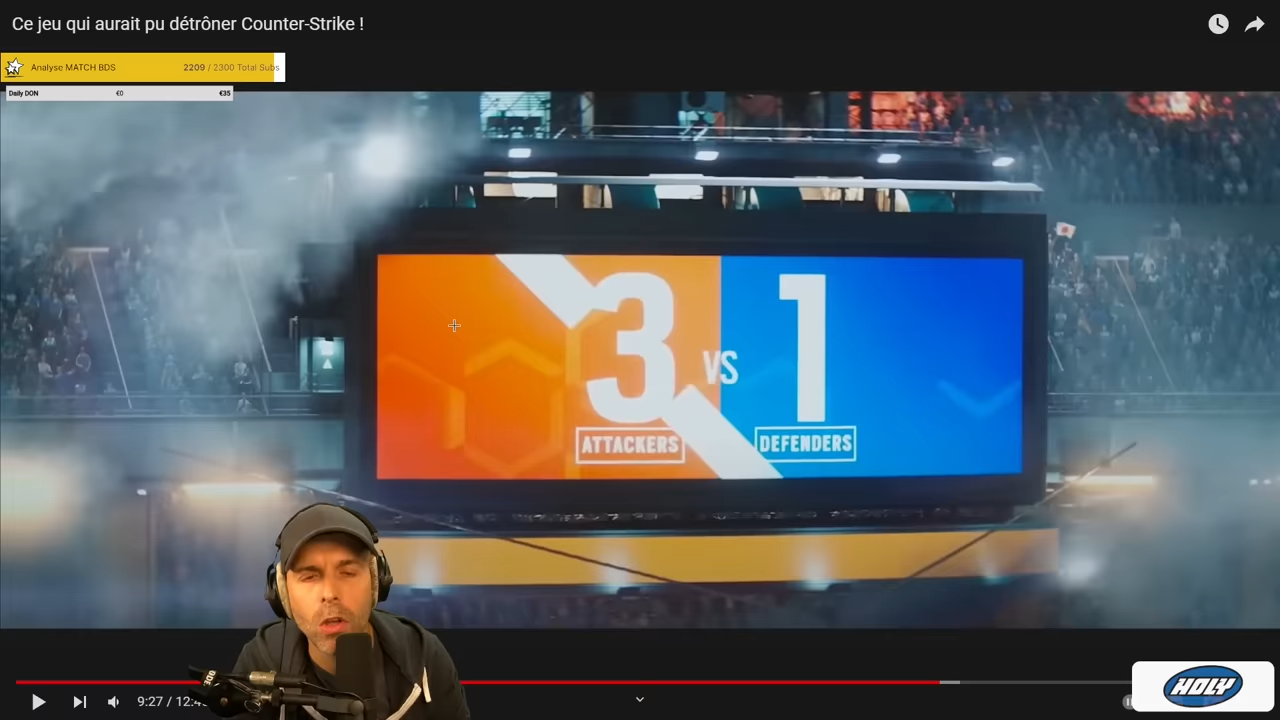 Ce jeu qui aurait pu détrôner Counter-Strike !
Analyse MATCH BDS 2209 / 2300 Total Subs
Daily DON €0 €35
3 VS 1
ATTACKERS DEFENDERS
9:27 / 12:4
HOLY